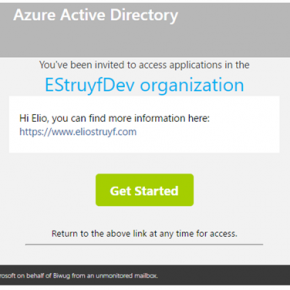 Azure Active Directory
You've been invited to access applications in the
EStruyfDev organization
Hi Elio, you can find more information here:
https://www.eliostruyf.com
Get Started
Return to the above link at any time for access.
rosoft on behalf of Biwug from an unmonitored mailbox.